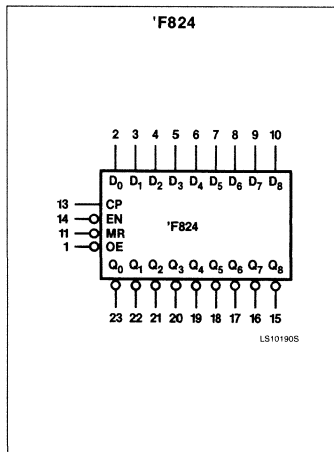 'F824
2 3 4 5 6 7 8 9 10
D0 D1 D2 D3 D4 D5 D6 D7 D8
13 CP
14 EN
'F824
11 MR
1 OE
Q0 Q1 Q2 Q3 Q4 Q5 Q6 Q7 Q8
23 22 21 20 19 18 17 16 15
LS10190S